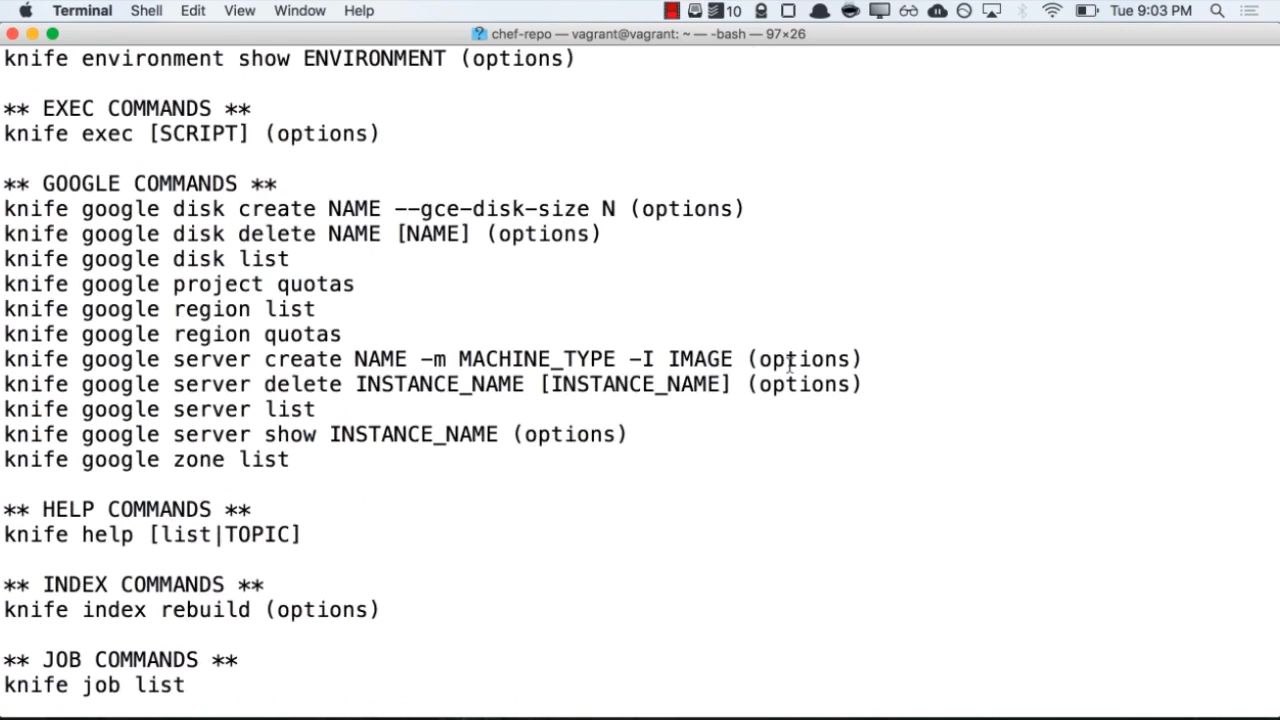 Terminal Shell Edit View Window Help 10 Tue 9:03 PM
chef-repo — vagrant@vagrant: ~ — -bash — 97×26
knife environment show ENVIRONMENT (options)
** EXEC COMMANDS **
knife exec [SCRIPT] (options)
** GOOGLE COMMANDS **
knife google disk create NAME --gce-disk-size N (options)
knife google disk delete NAME [NAME] (options)
knife google disk list
knife google project quotas
knife google region list
knife google region quotas
knife google server create NAME -m MACHINE_TYPE -I IMAGE (options)
knife google server delete INSTANCE_NAME [INSTANCE_NAME] (options)
knife google server list
knife google server show INSTANCE_NAME (options)
knife google zone list
** HELP COMMANDS **
knife help [list|TOPIC]
** INDEX COMMANDS **
knife index rebuild (options)
** JOB COMMANDS **
knife job list